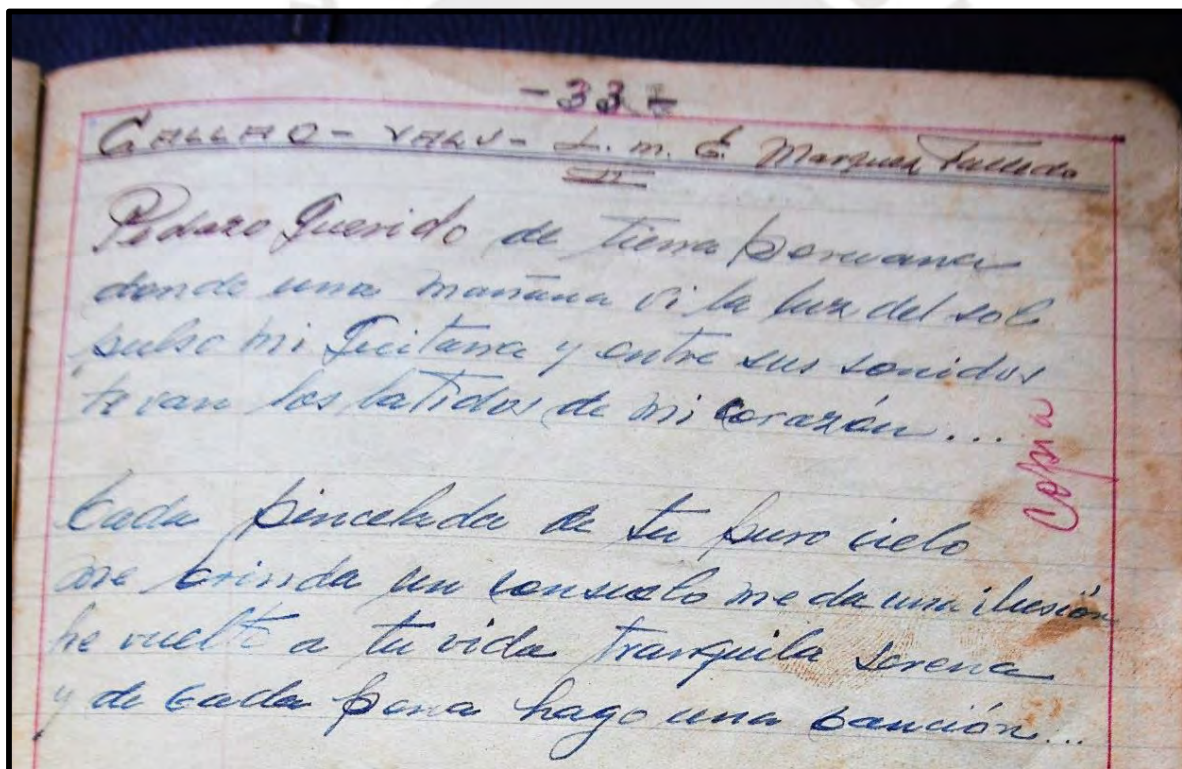 -33-
CALLAO - VALS - L. m. E. Marquez Talledo
Pedazo Querido de tierra peruana
donde una mañana vi la luz del sol
pulso mi Guitarra y entre sus sonidos
te van los latidos de mi corazón...
Copia
Cada pincelada de tu puro cielo
me brinda un consuelo me da una ilusión
he vuelto a tu vida tranquila serena
y de cada pena hago una canción...